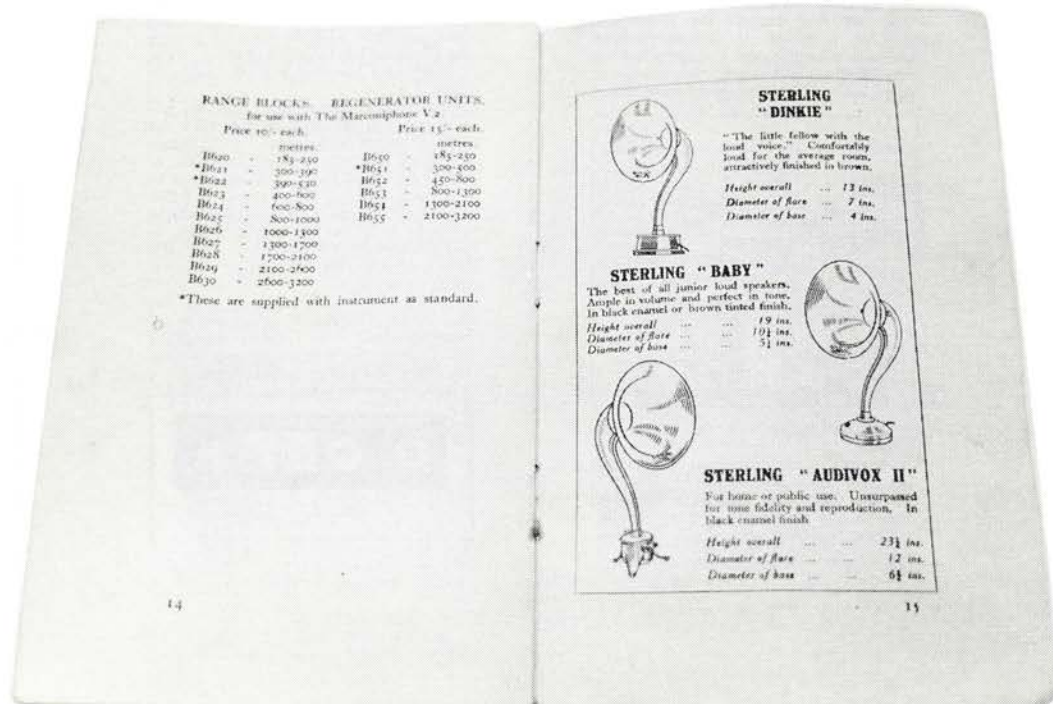 RANGE BLOCKS. REGENERATOR UNITS.
for use with The Marconiphone V.2
Price 10/- each. Price 15/- each.
metres. metres
B620 - 185-250 B650 - 185-250
*B621 - 300-390 *B651 - 300-500
*B622 - 390-530 B652 - 450-800
B623 - 400-600 B653 - 800-1300
B624 - 600-800 B654 - 1300-2100
B625 - 800-1000 B655 - 2100-3200
B626 - 1000-1300
B627 - 1300-1700
B628 - 1700-2100
B629 - 2100-2600
B630 - 2600-3200
*These are supplied with instrument as standard.
14
STERLING
"DINKIE"
"The little fellow with the
loud voice." Comfortably
loud for the average room,
attractively finished in brown.
Height overall ... 13 ins.
Diameter of flare ... 7 ins.
Diameter of base ... 4 ins.
STERLING "BABY"
The best of all junior loud speakers.
Ample in volume and perfect in tone.
In black enamel or brown tinted finish.
Height overall ... ... 19 ins.
Diameter of flare ... ... 10¼ ins.
Diameter of base ... ... 5¼ ins.
STERLING "AUDIVOX II"
For home or public use. Unsurpassed
for tone fidelity and reproduction. In
black enamel finish
Height overall ... ... 23½ ins.
Diameter of flare ... ... 12 ins.
Diameter of base ... ... 6½ ins.
15